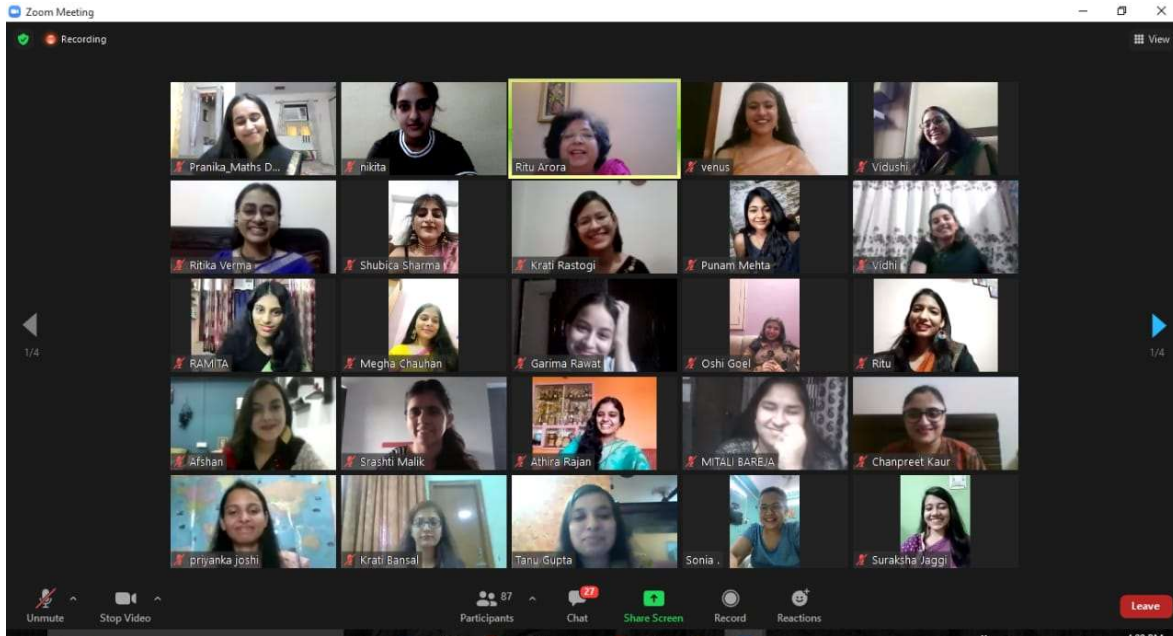 Zoom Meeting
Recording
View
Pranika_Maths D...
nikita
Ritu Arora
venus
Vidushi
Ritika Verma
Shubica Sharma
Krati Rastogi
Punam Mehta
Vidhi
RAMITA
Megha Chauhan
Garima Rawat
Oshi Goel
Ritu
1/4
1/4
Afshan
Srashti Malik
Athira Rajan
MITALI BAREJA
Chanpreet Kaur
priyanka joshi
Krati Bansal
Tanu Gupta
Sonia .
Suraksha Jaggi
Unmute
Stop Video
87
Participants
27
Chat
Share Screen
Record
Reactions
Leave